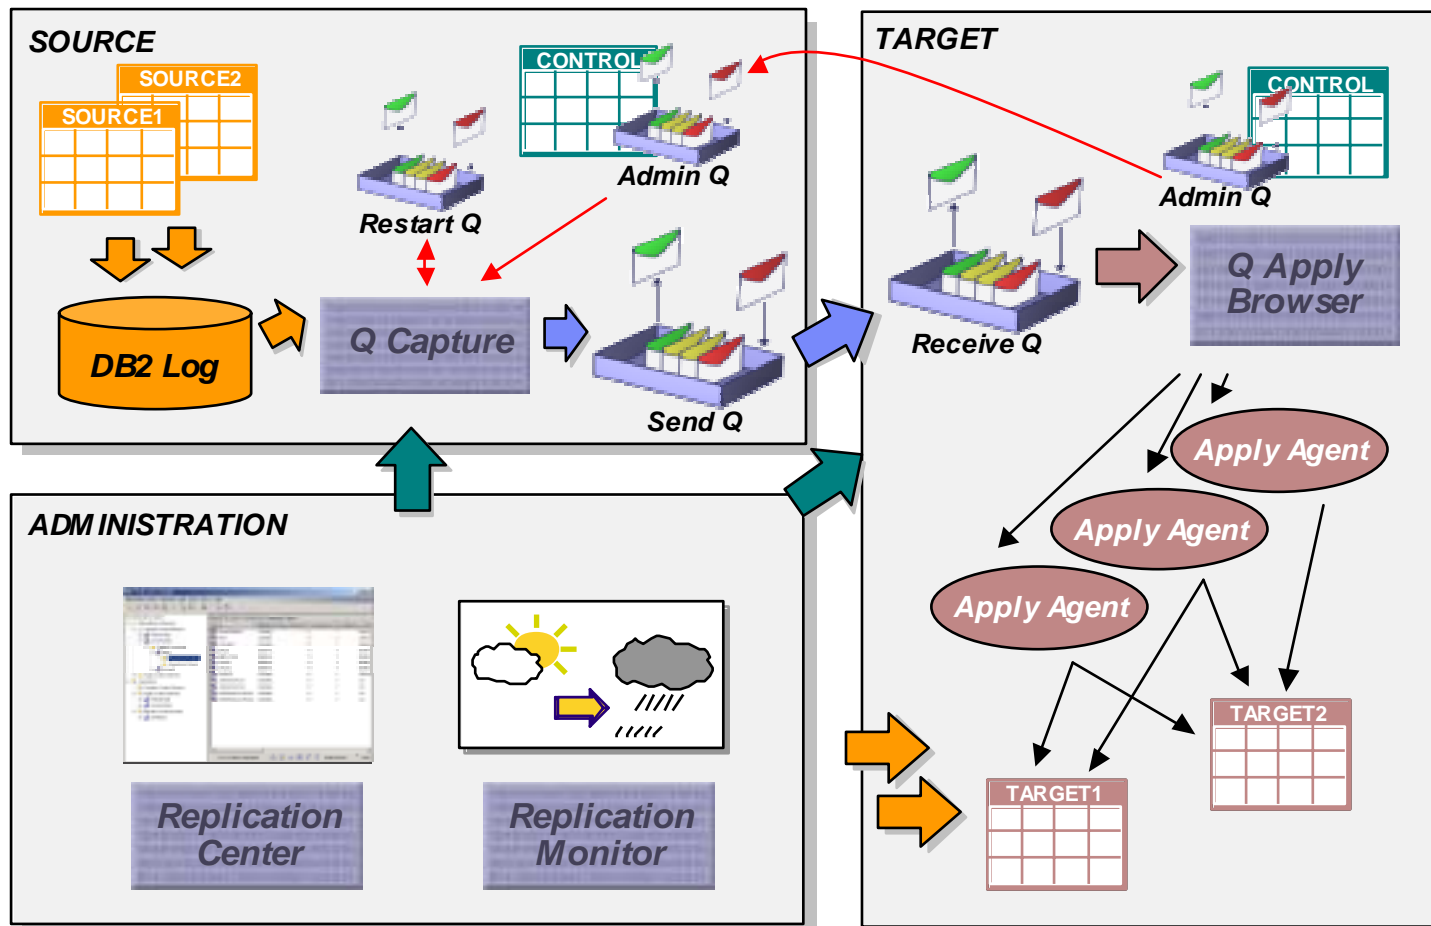 SOURCE
SOURCE2
SOURCE1
CONTROL
Admin Q
Restart Q
DB2 Log
Q Capture
Send Q
TARGET
CONTROL
Admin Q
Receive Q
Q Apply
Browser
Apply Agent
Apply Agent
Apply Agent
TARGET2
TARGET1
ADMINISTRATION
Replication
Center
Replication
Monitor